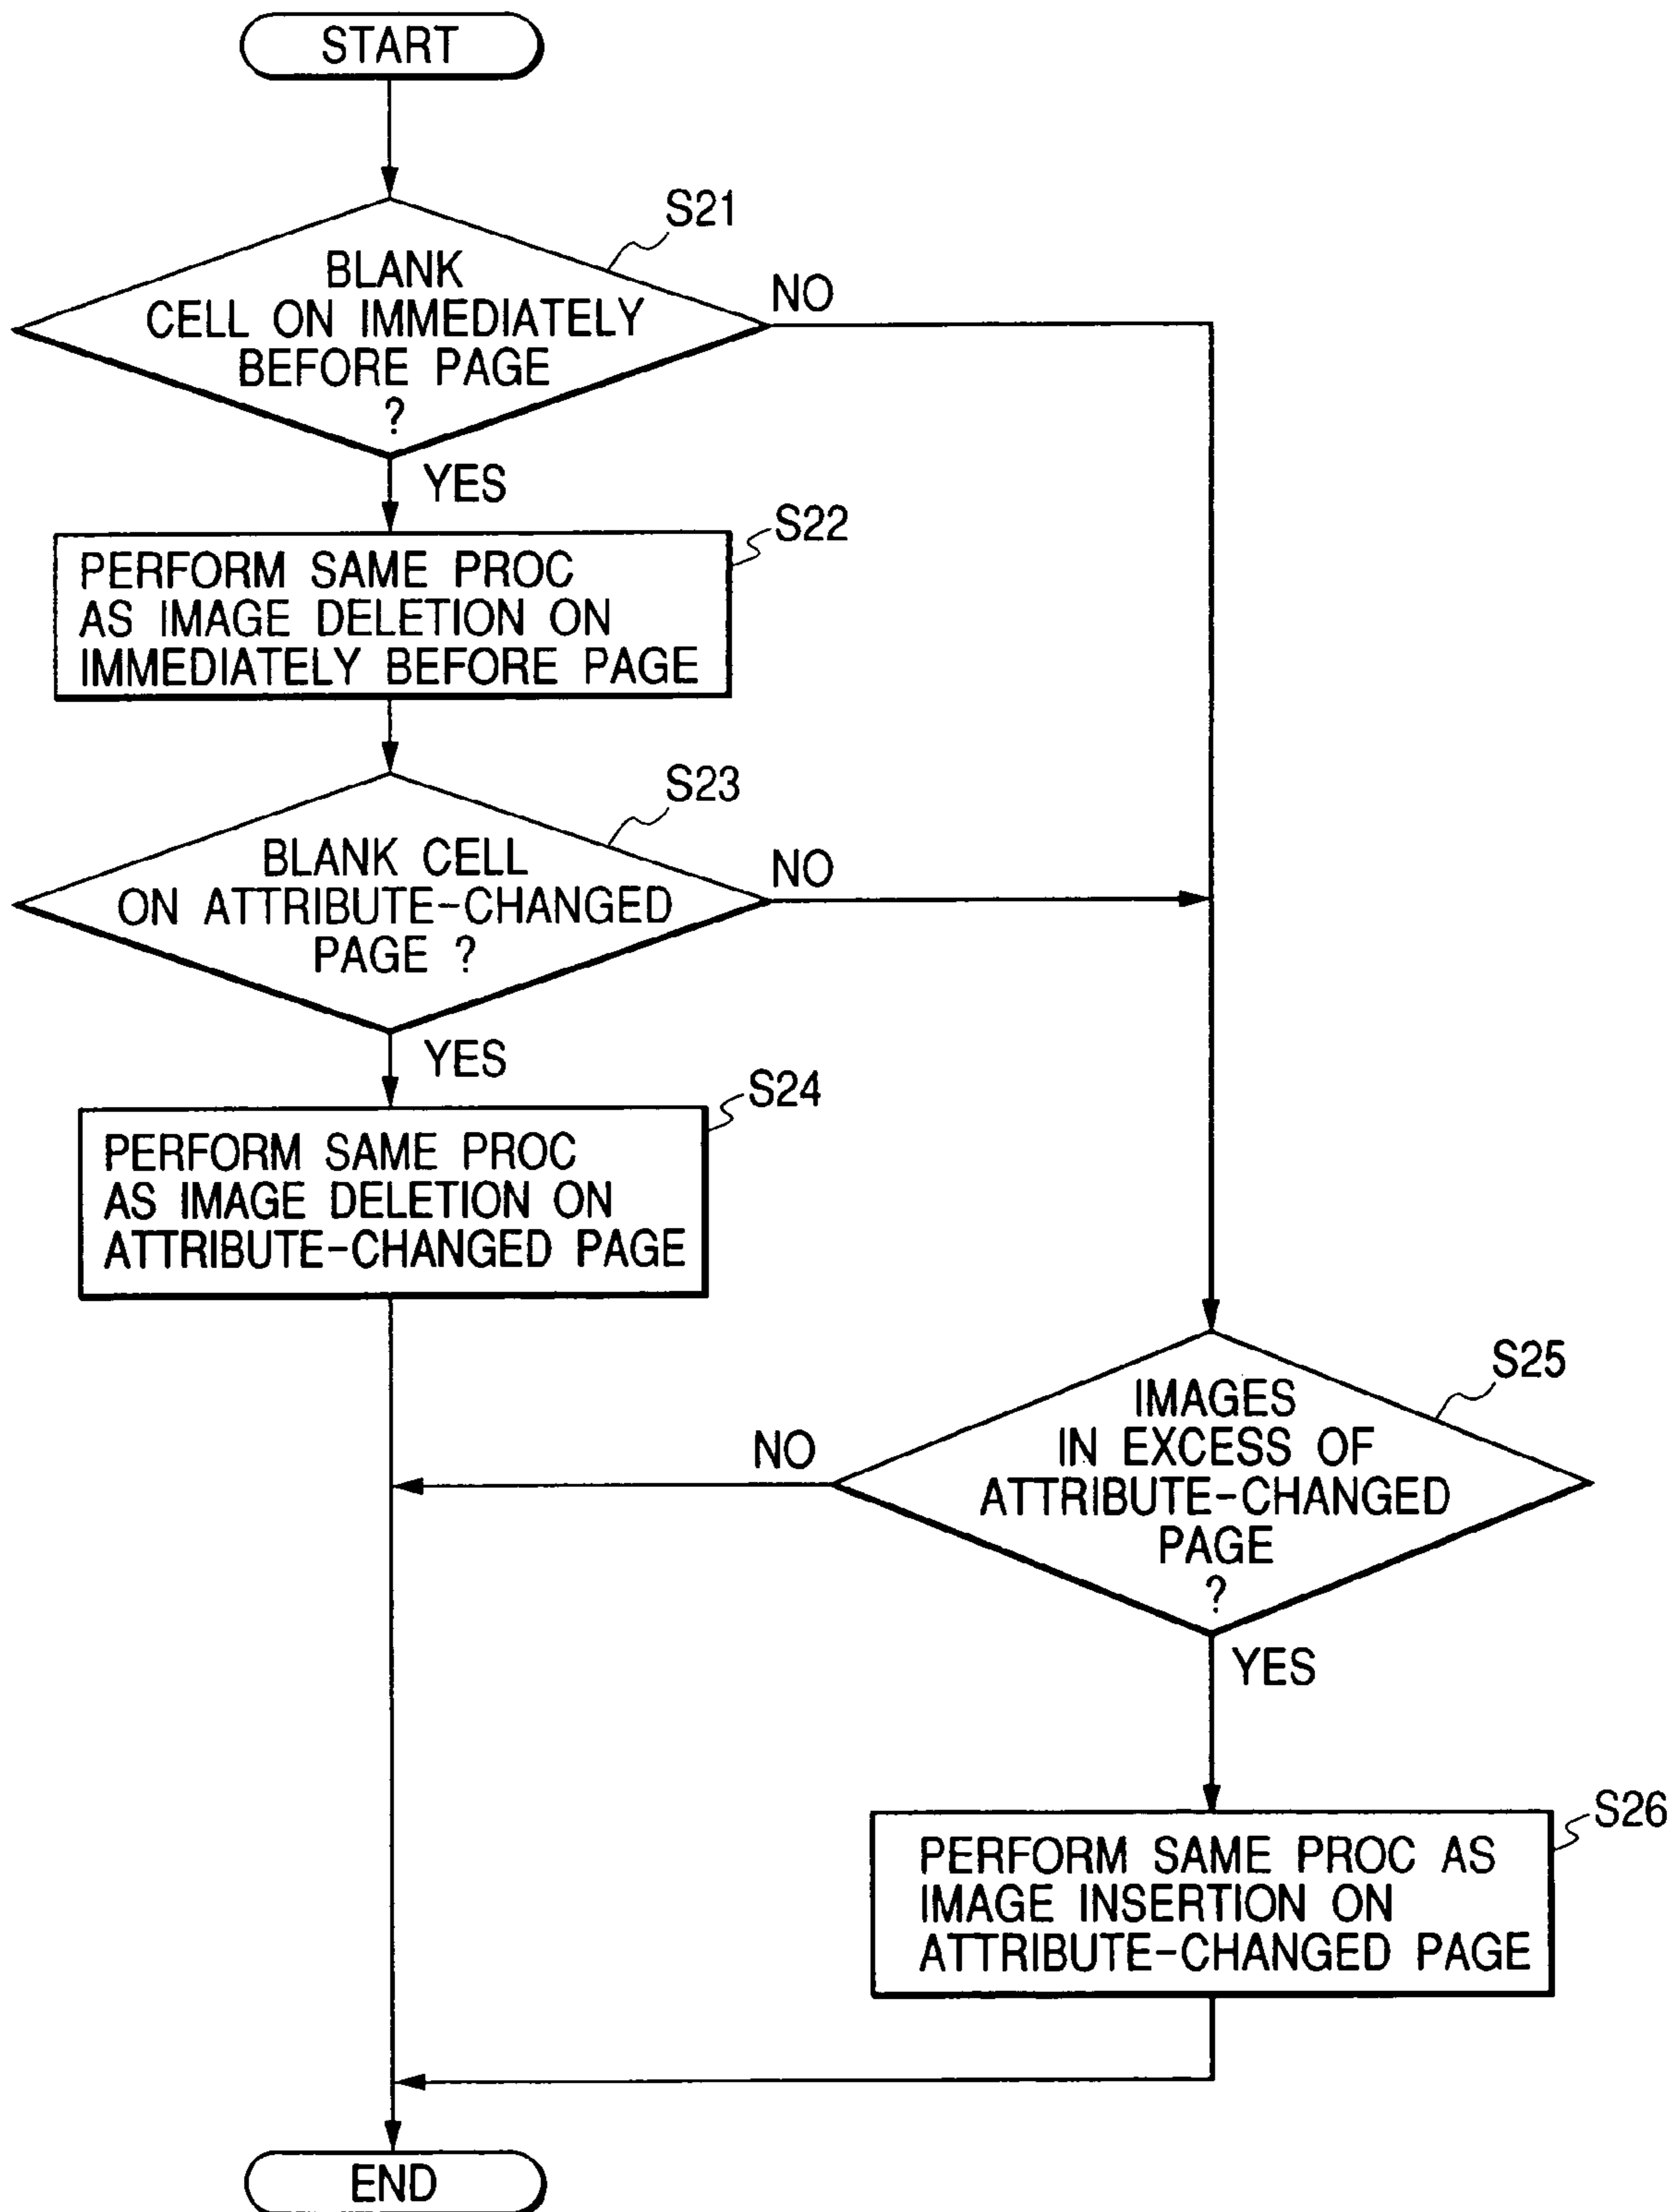 START
S21
BLANK
CELL ON IMMEDIATELY
BEFORE PAGE
?
NO
YES
S22
PERFORM SAME PROC
AS IMAGE DELETION ON
IMMEDIATELY BEFORE PAGE
S23
BLANK CELL
ON ATTRIBUTE-CHANGED
PAGE ?
NO
YES
S24
PERFORM SAME PROC
AS IMAGE DELETION ON
ATTRIBUTE-CHANGED PAGE
S25
IMAGES
IN EXCESS OF
ATTRIBUTE-CHANGED
PAGE
?
NO
YES
S26
PERFORM SAME PROC AS
IMAGE INSERTION ON
ATTRIBUTE-CHANGED PAGE
END